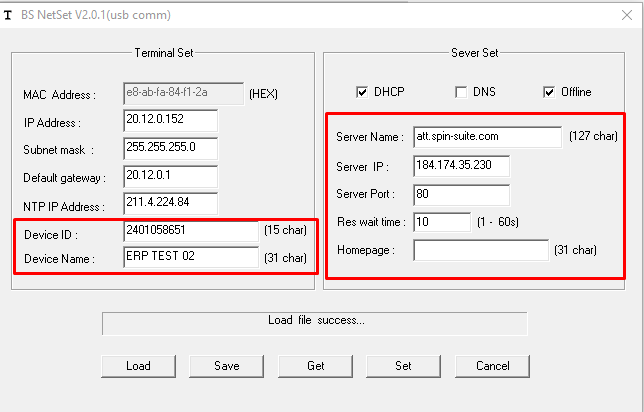 T BS NetSet V2.0.1(usb comm)
Terminal Set
MAC Address : e8-ab-fa-84-f1-2a (HEX)
IP Address : 20.12.0.152
Subnet mask : 255.255.255.0
Default gateway : 20.12.0.1
NTP IP Address : 211.4.224.84
Device ID : 2401058651 (15 char)
Device Name : ERP TEST 02 (31 char)
Sever Set
DHCP DNS Offline
Server Name : att.spin-suite.com (127 char)
Server IP : 184.174.35.230
Server Port : 80
Res wait time : 10 (1 - 60s)
Homepage : (31 char)
Load file success...
Load Save Get Set Cancel